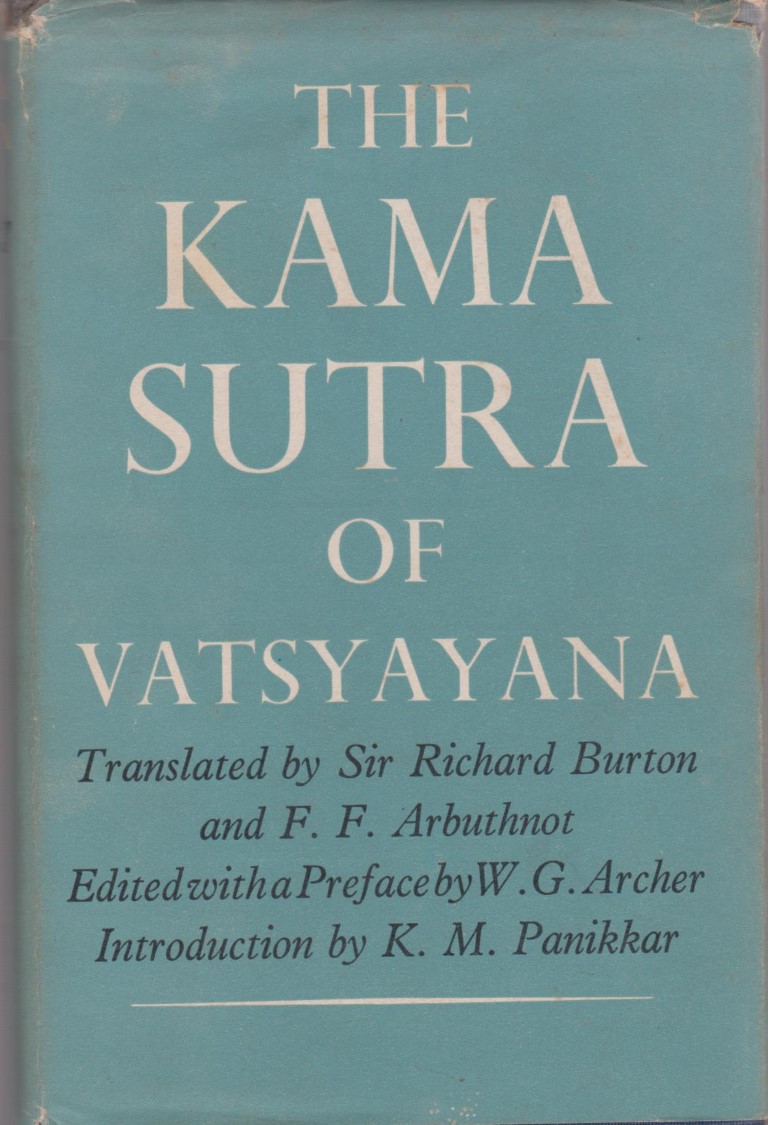 THE
KAMA
SUTRA
OF
VATSYAYANA
Translated by Sir Richard Burton
and F. F. Arbuthnot
Edited with a Preface by W. G. Archer
Introduction by K. M. Panikkar